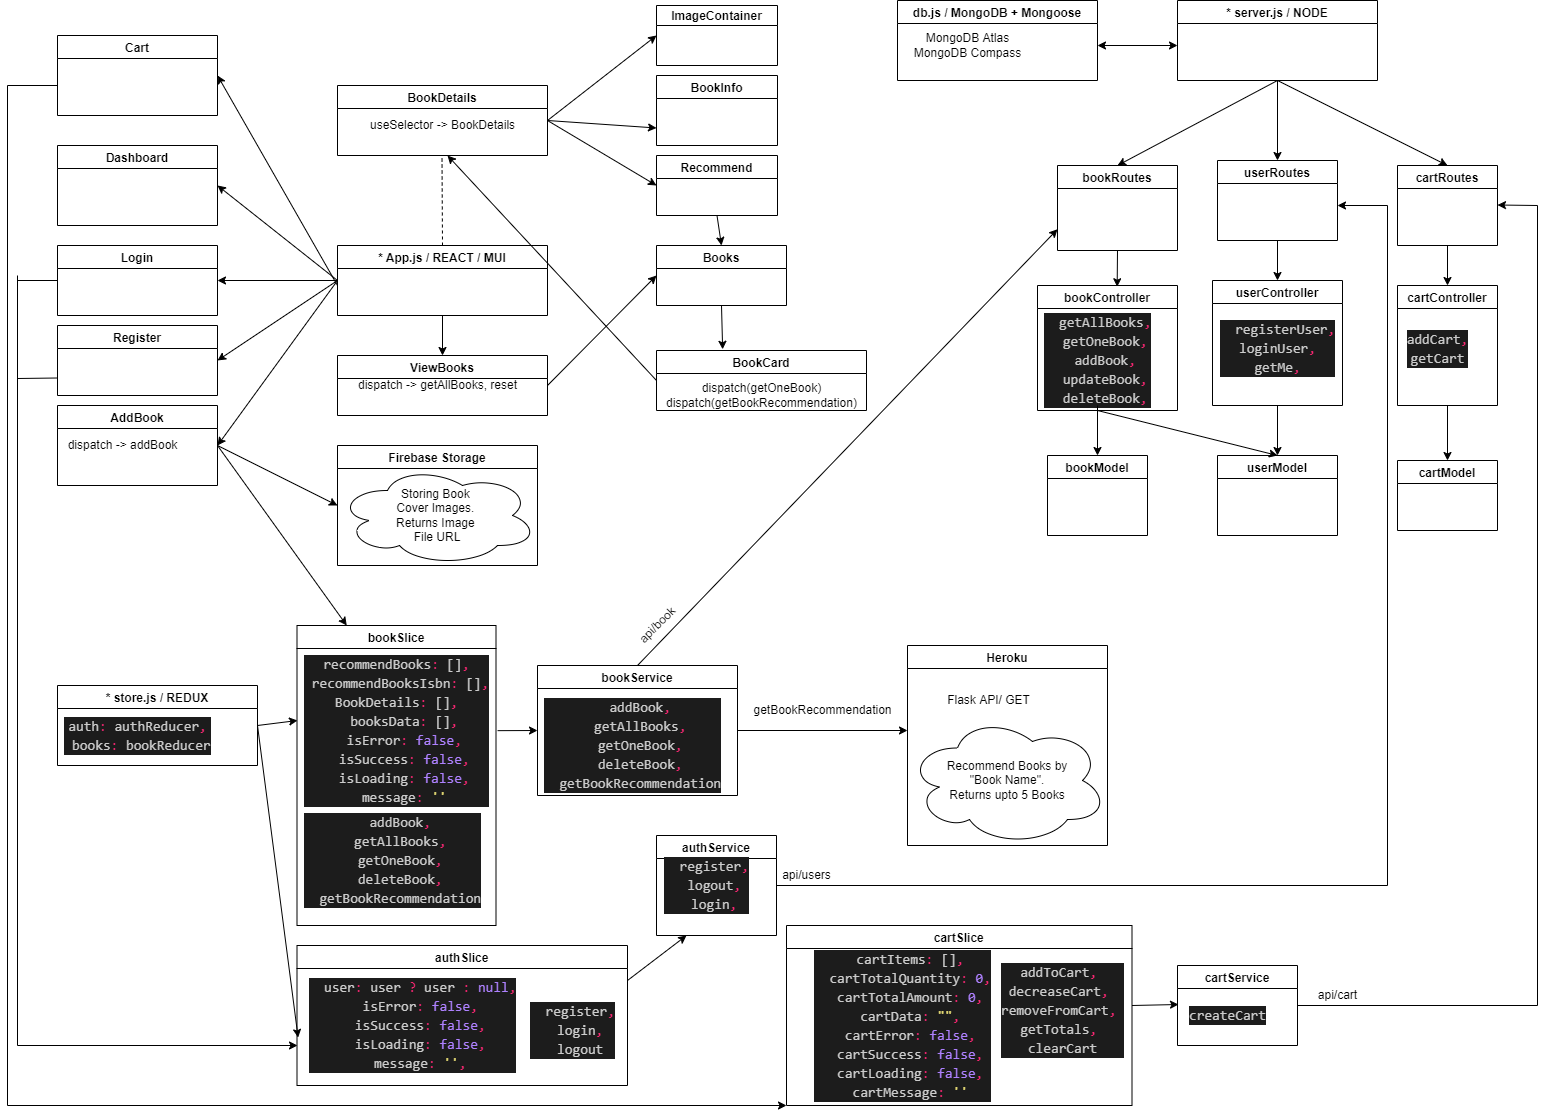 ImageContainer
db.js / MongoDB + Mongoose
MongoDB Atlas
MongoDB Compass
* server.js / NODE
Cart
BookDetails
useSelector -> BookDetails
BookInfo
Dashboard
Recommend
bookRoutes
userRoutes
cartRoutes
Login
* App.js / REACT / MUI
Books
bookController
getAllBooks,
getOneBook,
addBook,
updateBook,
deleteBook,
userController
registerUser,
loginUser,
getMe,
cartController
addCart,
getCart
Register
ViewBooks
dispatch -> getAllBooks, reset
BookCard
dispatch(getOneBook)
dispatch(getBookRecommendation)
AddBook
dispatch -> addBook
Firebase Storage
Storing Book
Cover Images.
Returns Image
File URL
bookModel
userModel
cartModel
api/book
bookSlice
recommendBooks: [],
recommendBooksIsbn: [],
BookDetails: [],
booksData: [],
isError: false,
isSuccess: false,
isLoading: false,
message: ''
addBook,
getAllBooks,
getOneBook,
deleteBook,
getBookRecommendation
* store.js / REDUX
auth: authReducer,
books: bookReducer
bookService
addBook,
getAllBooks,
getOneBook,
deleteBook,
getBookRecommendation
getBookRecommendation
Heroku
Flask API/ GET
Recommend Books by
"Book Name".
Returns upto 5 Books
authService
register,
logout,
login,
api/users
authSlice
user: user ? user : null,
isError: false,
isSuccess: false,
isLoading: false,
message: '',
register,
login,
logout
cartSlice
cartItems: [],
cartTotalQuantity: 0,
cartTotalAmount: 0,
cartData: "",
cartError: false,
cartSuccess: false,
cartLoading: false,
cartMessage: ''
addToCart,
decreaseCart,
removeFromCart,
getTotals,
clearCart
cartService
createCart
api/cart